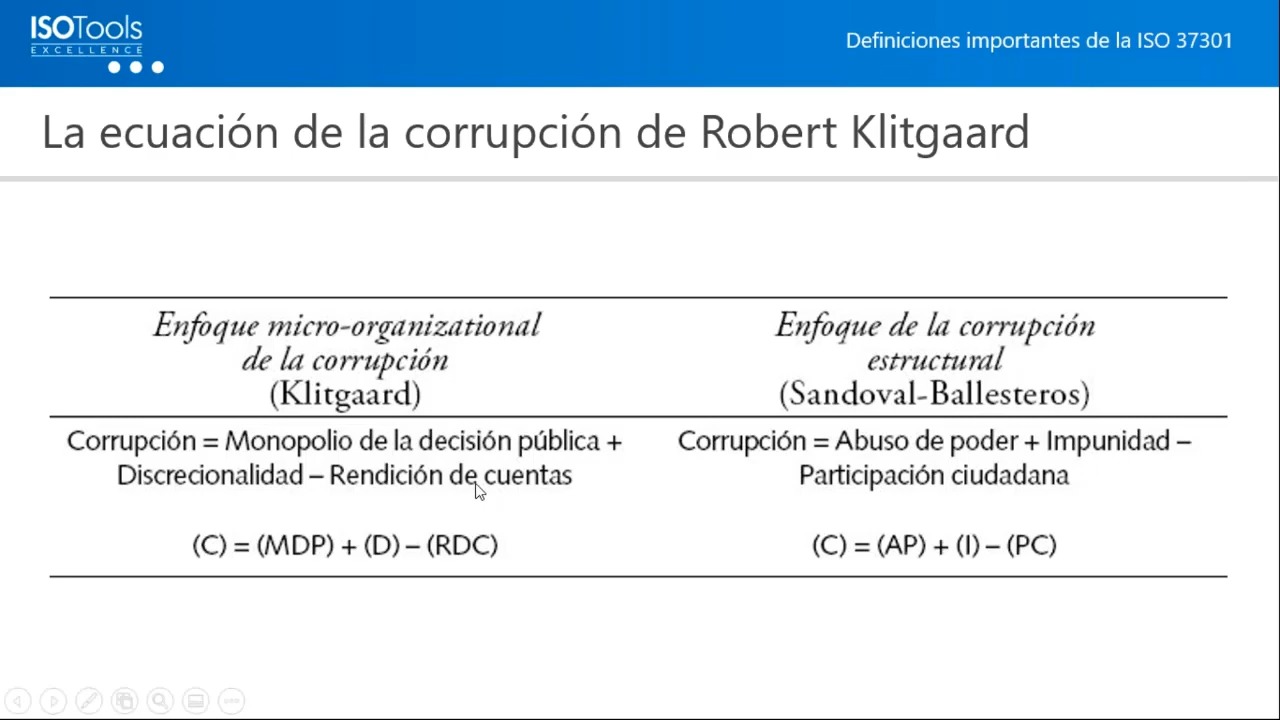 ISOTools
EXCELLENCE
Definiciones importantes de la ISO 37301
La ecuación de la corrupción de Robert Klitgaard
Enfoque micro-organizational
de la corrupción
(Klitgaard)
Corrupción = Monopolio de la decisión pública +
Discrecionalidad – Rendición de cuentas
(C) = (MDP) + (D) – (RDC)
Enfoque de la corrupción
estructural
(Sandoval-Ballesteros)
Corrupción = Abuso de poder + Impunidad –
Participación ciudadana
(C) = (AP) + (I) – (PC)